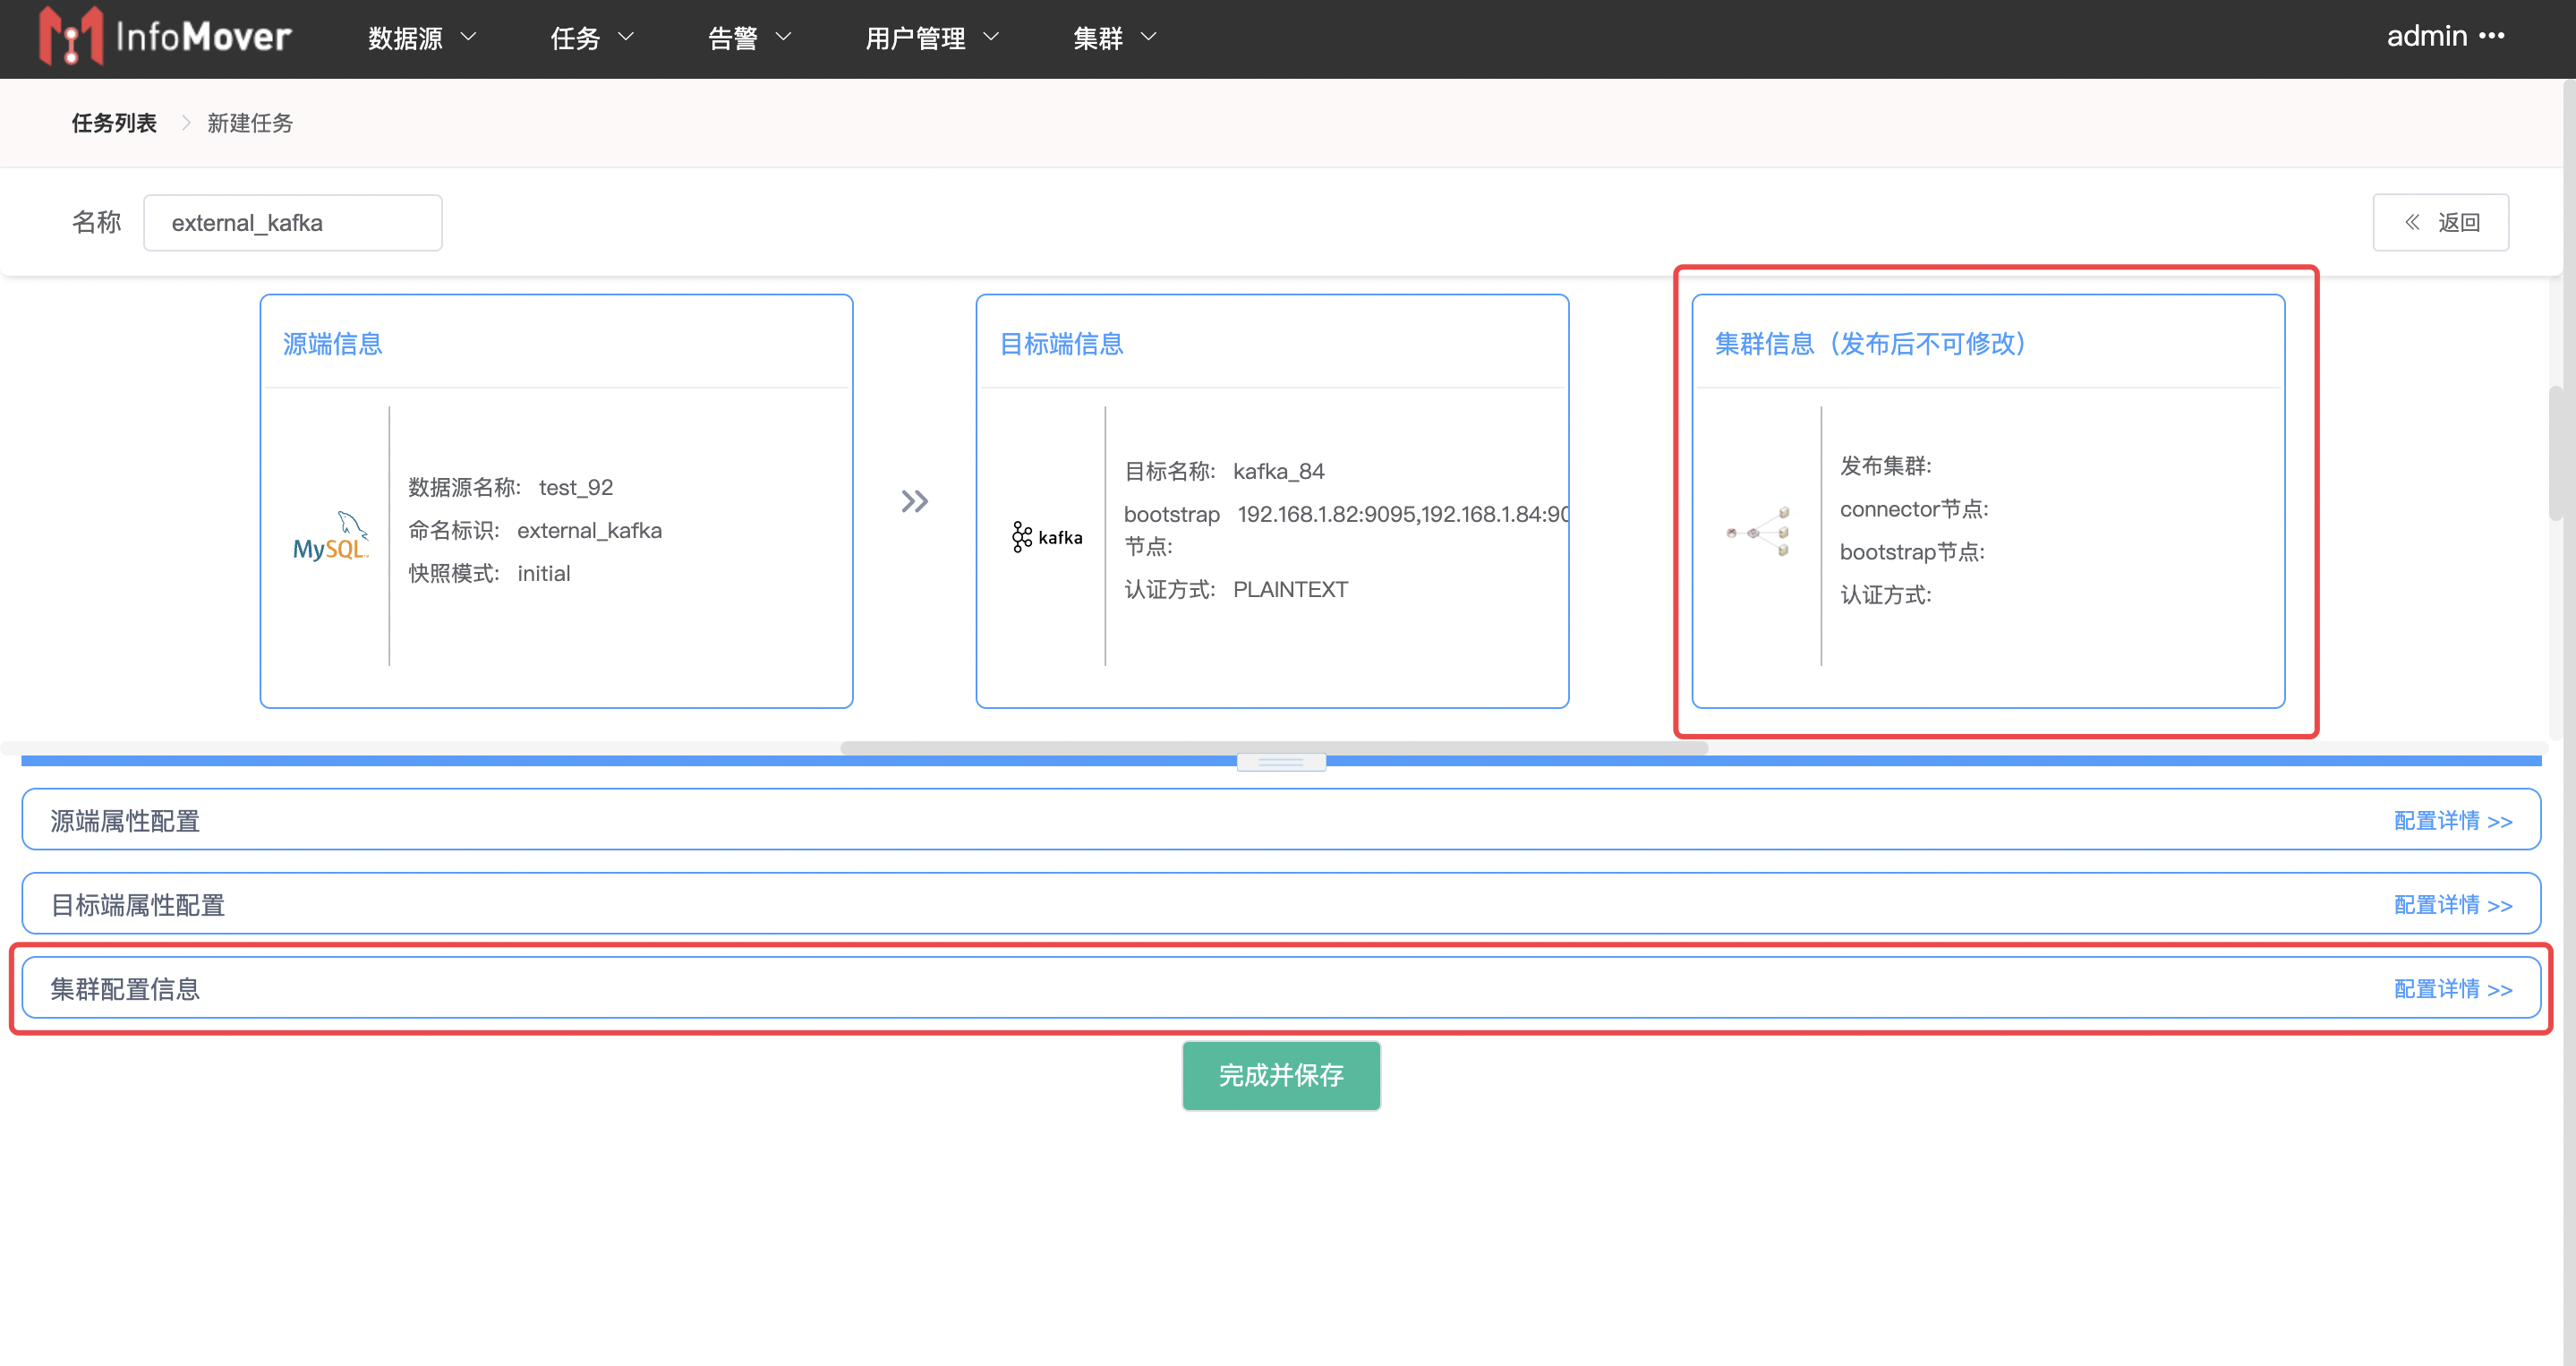 InfoMover 数据源 任务 告警 用户管理 集群 admin •••
任务列表 > 新建任务
名称 external_kafka « 返回
源端信息
MySQL
数据源名称: test_92
命名标识: external_kafka
快照模式: initial
目标端信息
kafka
目标名称: kafka_84
bootstrap节点: 192.168.1.82:9095,192.168.1.84:90
认证方式: PLAINTEXT
集群信息（发布后不可修改）
发布集群:
connector节点:
bootstrap节点:
认证方式:
源端属性配置 配置详情 >>
目标端属性配置 配置详情 >>
集群配置信息 配置详情 >>
完成并保存